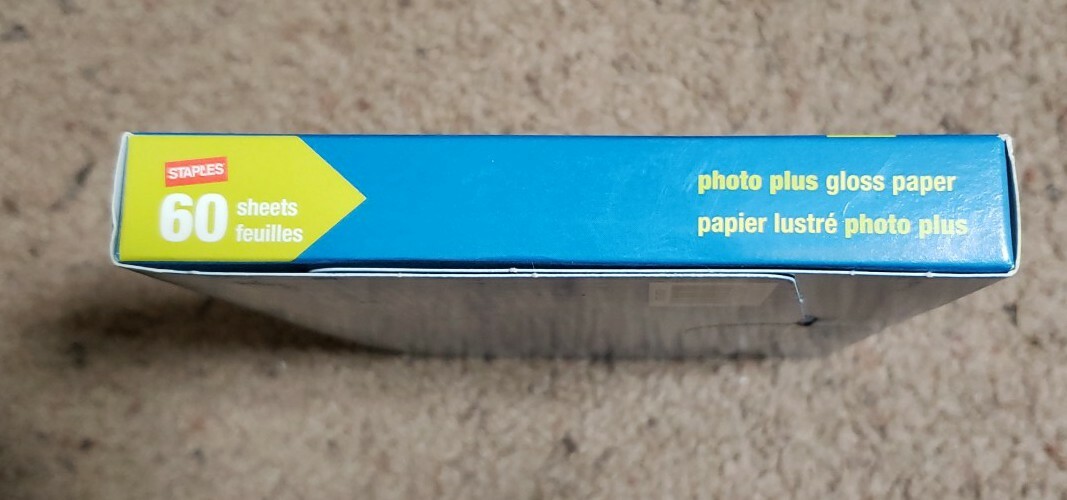 STAPLES
60 sheets
feuilles
photo plus gloss paper
papier lustré photo plus